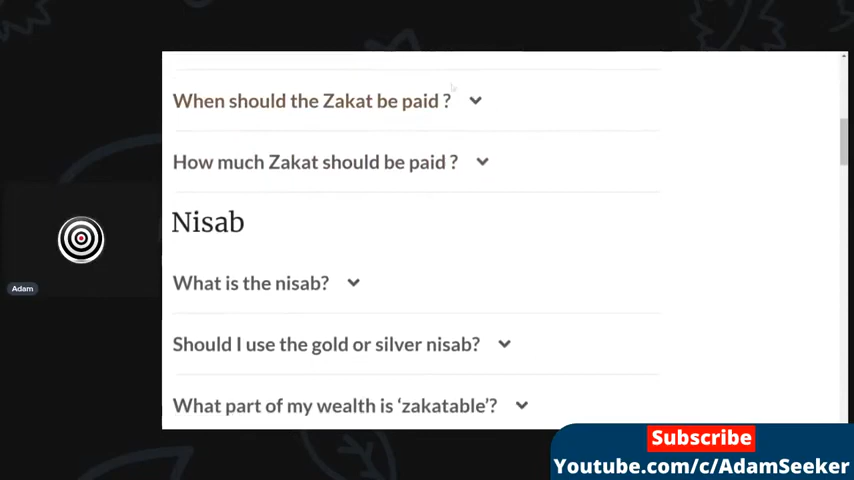 When should the Zakat be paid ?
How much Zakat should be paid ?
Nisab
What is the nisab?
Should I use the gold or silver nisab?
What part of my wealth is ‘zakatable’?
Adam
Subscribe
Youtube.com/c/AdamSeeker